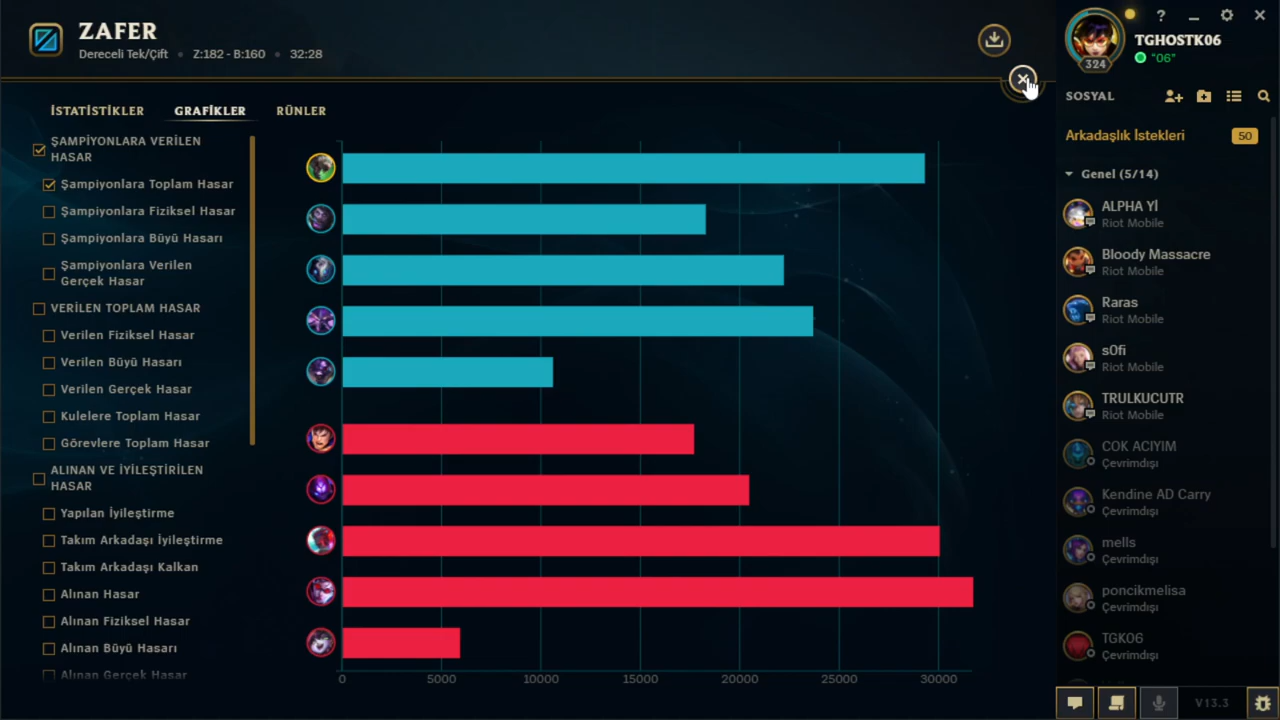 ZAFER
Dereceli Tek/Çift • Z:182 - B:160 • 32:28
İSTATİSTİKLER GRAFİKLER RÜNLER
ŞAMPİYONLARA VERİLEN
HASAR
Şampiyonlara Toplam Hasar
Şampiyonlara Fiziksel Hasar
Şampiyonlara Büyü Hasarı
Şampiyonlara Verilen
Gerçek Hasar
VERİLEN TOPLAM HASAR
Verilen Fiziksel Hasar
Verilen Büyü Hasarı
Verilen Gerçek Hasar
Kulelere Toplam Hasar
Görevlere Toplam Hasar
ALINAN VE İYİLEŞTİRİLEN
HASAR
Yapılan İyileştirme
Takım Arkadaşı İyileştirme
Takım Arkadaşı Kalkan
Alınan Hasar
Alınan Fiziksel Hasar
Alınan Büyü Hasarı
Alınan Gerçek Hasar
0 5000 10000 15000 20000 25000 30000
?
324
TGHOSTK06
"06"
SOSYAL
Arkadaşlık İstekleri 50
Genel (5/14)
ALPHA Yİ
Riot Mobile
Bloody Massacre
Riot Mobile
Raras
Riot Mobile
s0fi
Riot Mobile
TRULKUCUTR
Riot Mobile
COK ACIYIM
Çevrimdışı
Kendine AD Carry
Çevrimdışı
mells
Çevrimdışı
poncikmelisa
Çevrimdışı
TGK06
Çevrimdışı
V13.3